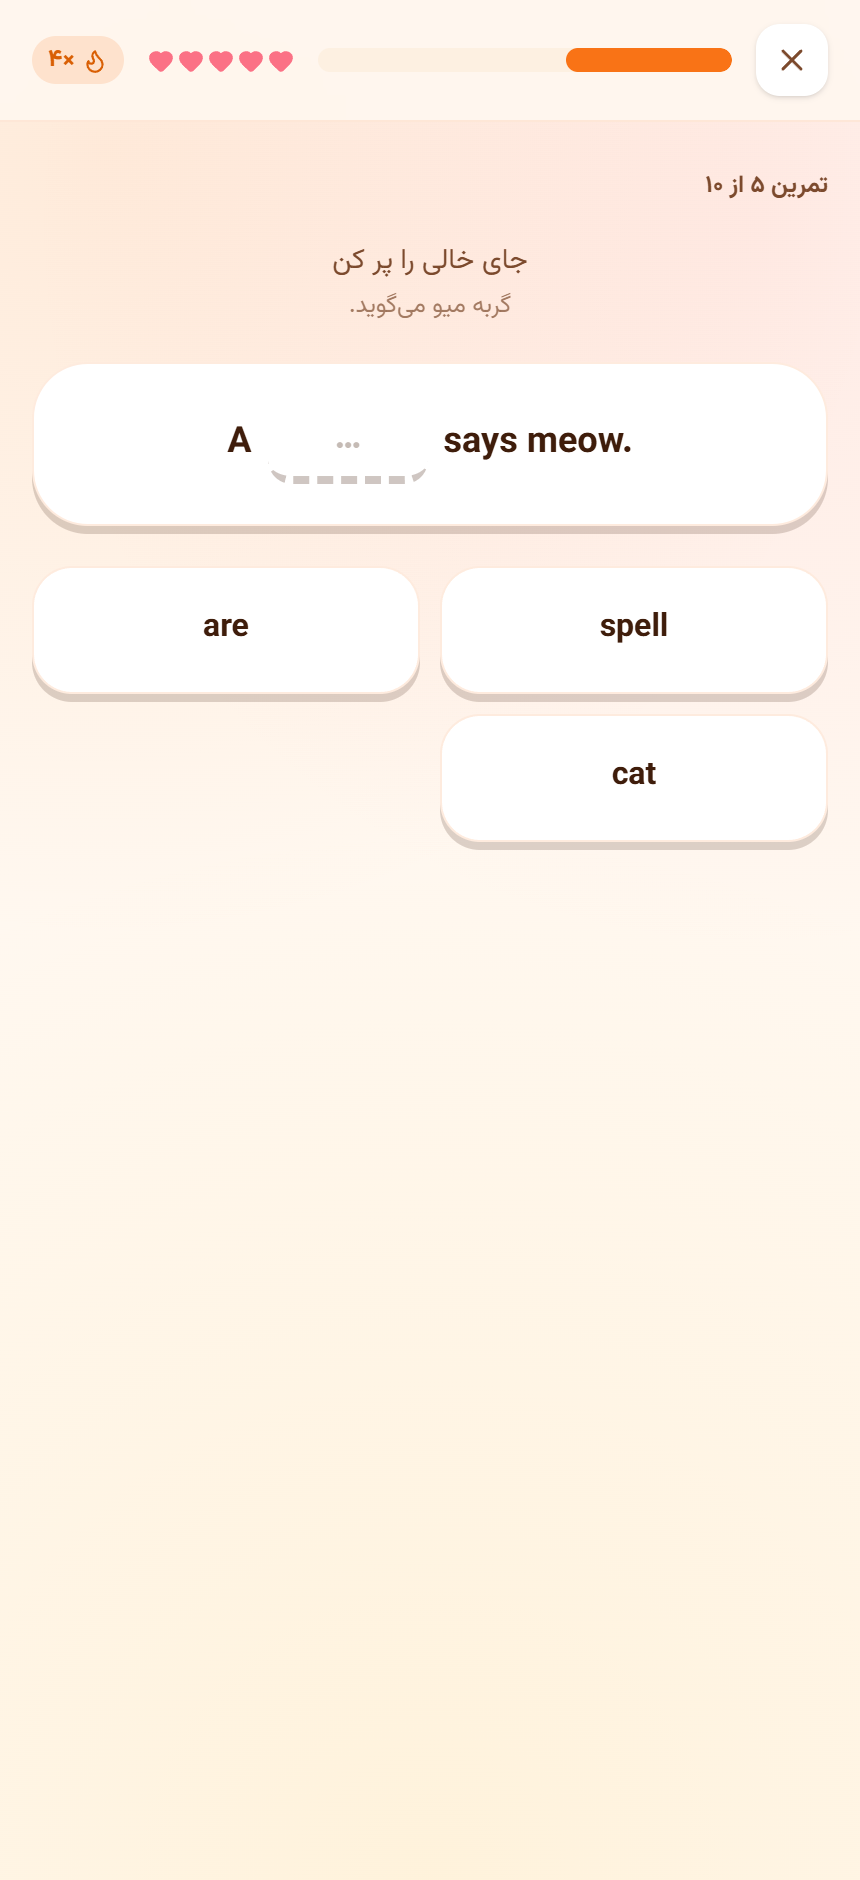 ۴×
تمرین ۵ از ۱۰
جای خالی را پر کن
گربه میو می‌گوید.
A ... says meow.
spell
are
cat